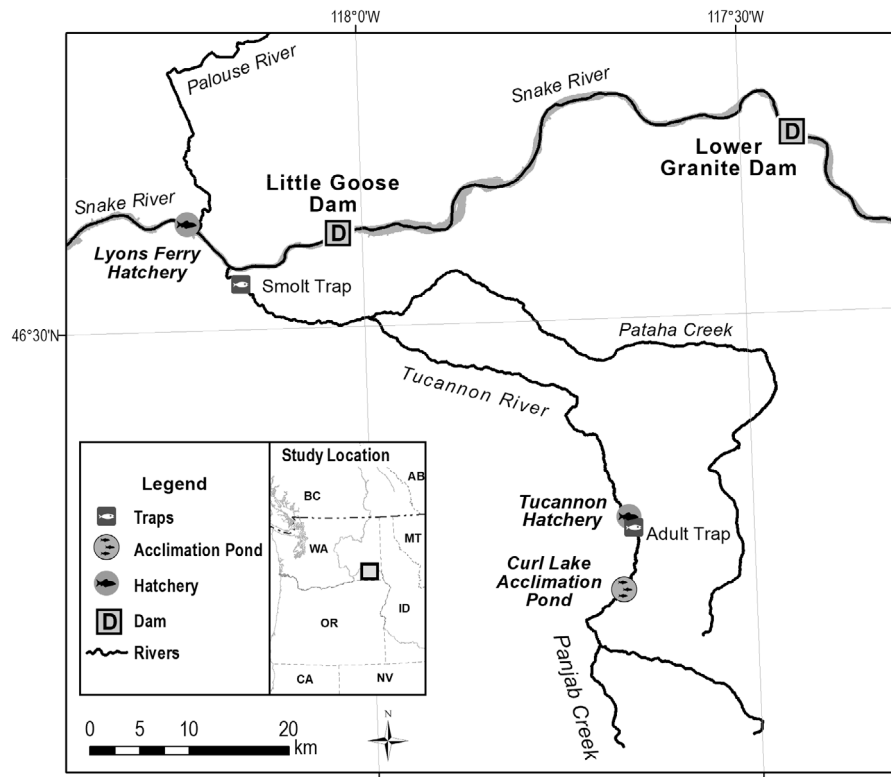 118°0'W
117°30'W
Palouse River
Snake River
Lower
Granite Dam
D
Little Goose
Dam
D
Snake River
Lyons Ferry
Hatchery
Smolt Trap
46°30'N
Pataha Creek
Tucannon River
Tucannon
Hatchery
Adult Trap
Curl Lake
Acclimation
Pond
Panjab Creek
Legend
Traps
Acclimation Pond
Hatchery
D Dam
Rivers
Study Location
BC
AB
WA
MT
OR
ID
CA
NV
0 5 10 20
km
N